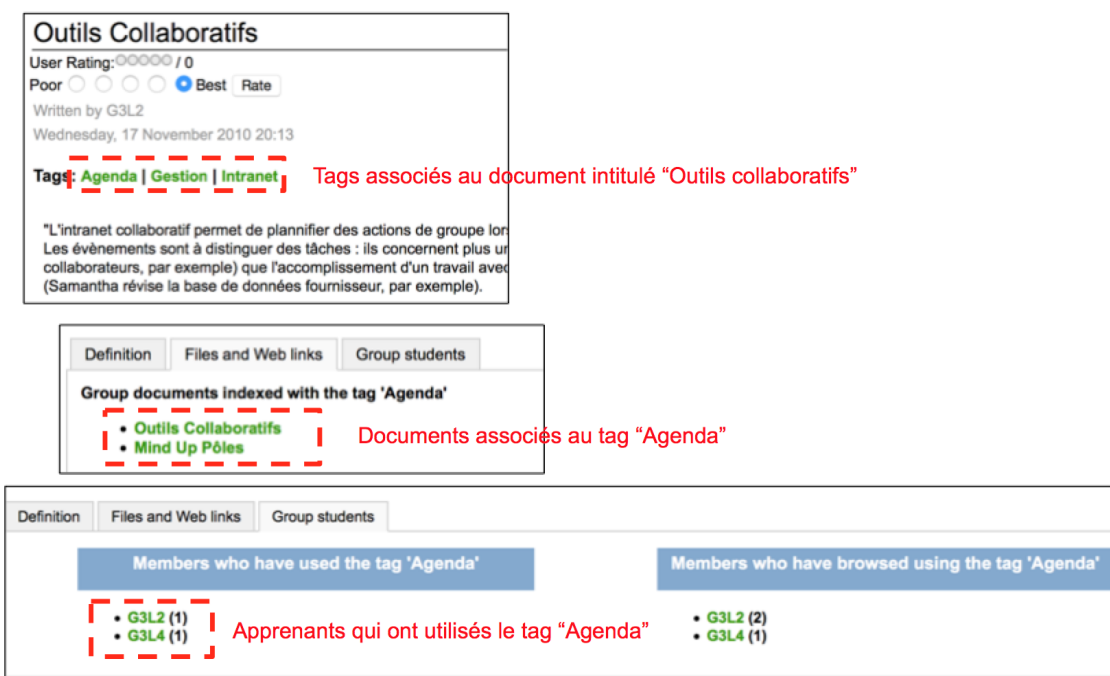 Outils Collaboratifs
User Rating: / 0
Poor Best Rate
Written by G3L2
Wednesday, 17 November 2010 20:13
Tags: Agenda | Gestion | Intranet
Tags associés au document intitulé “Outils collaboratifs”
"L'intranet collaboratif permet de plannifier des actions de groupe lor
Les évènements sont à distinguer des tâches : ils concernent plus un
collaborateurs, par exemple) que l'accomplissement d'un travail avec
(Samantha révise la base de données fournisseur, par exemple).
Definition Files and Web links Group students
Group documents indexed with the tag 'Agenda'
• Outils Collaboratifs
• Mind Up Pôles
Documents associés au tag “Agenda”
Definition Files and Web links Group students
Members who have used the tag 'Agenda'
• G3L2 (1)
• G3L4 (1)
Apprenants qui ont utilisés le tag “Agenda”
Members who have browsed using the tag 'Agenda'
• G3L2 (2)
• G3L4 (1)